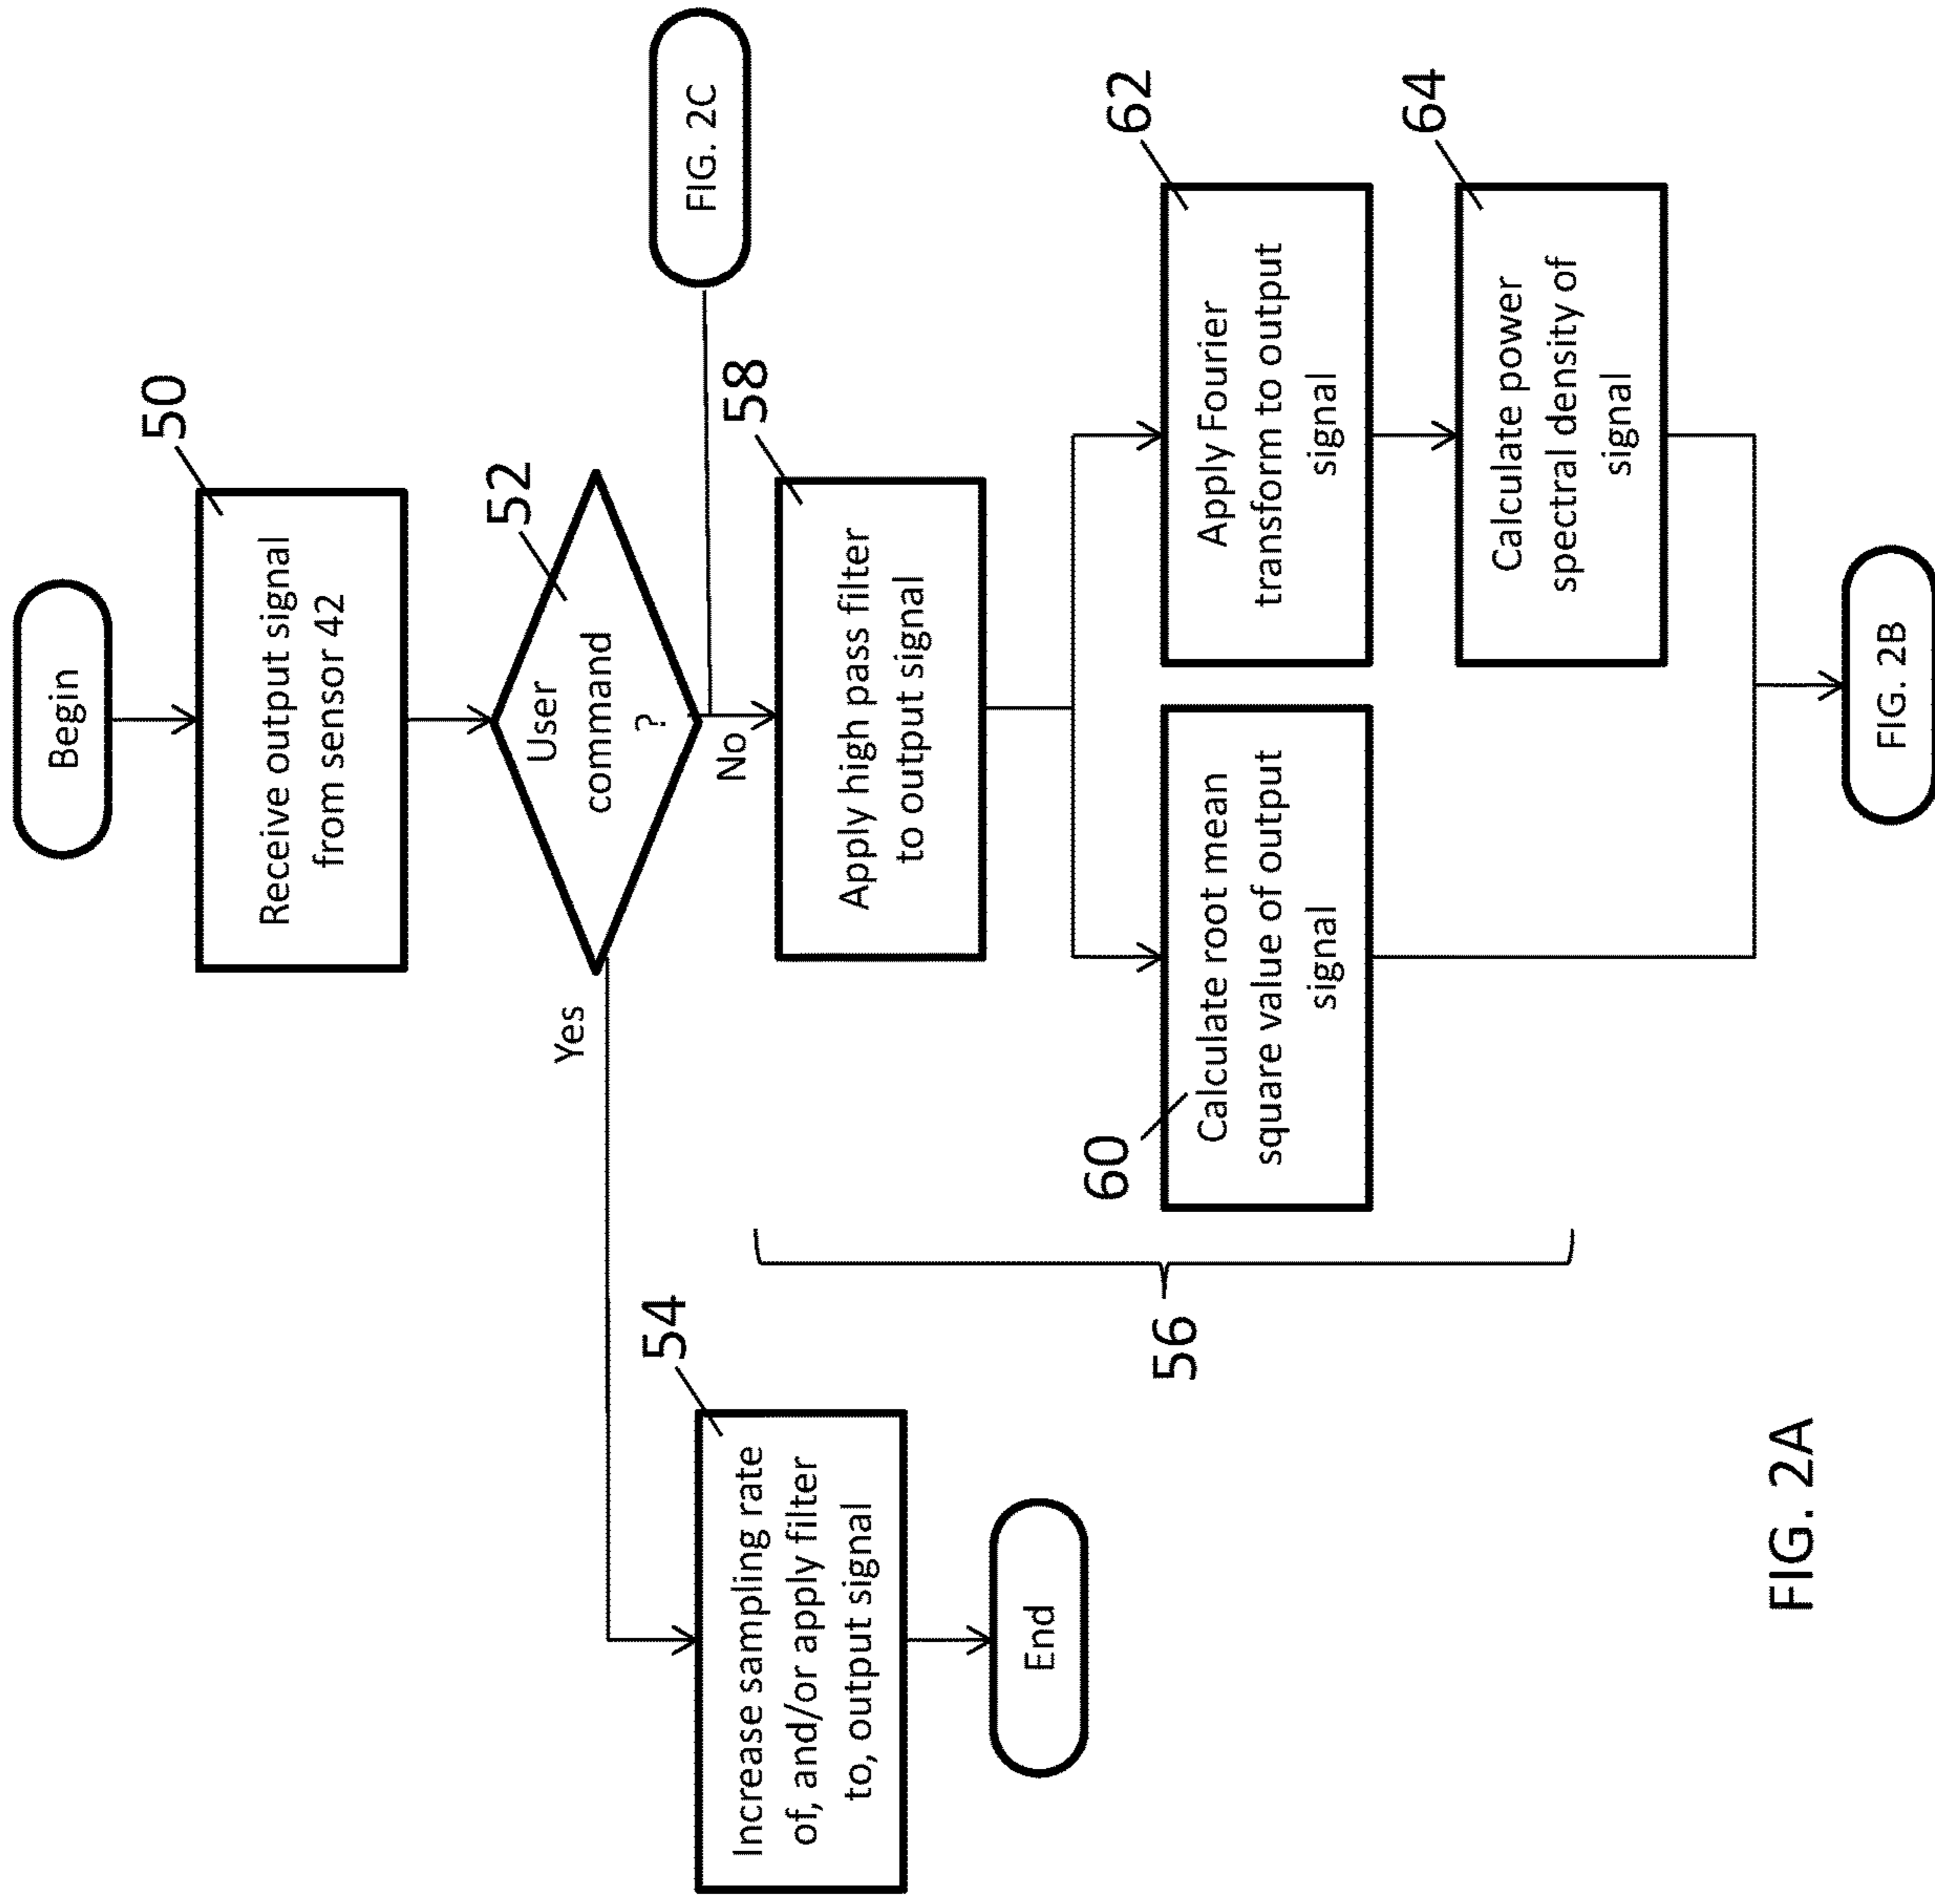 Begin
50
Receive output signal
from sensor 42
52
User
command
?
Yes
No
FIG. 2C
54
Increase sampling rate
of, and/or apply filter
to, output signal
End
58
Apply high pass filter
to output signal
56
60
Calculate root mean
square value of output
signal
62
Apply Fourier
transform to output
signal
64
Calculate power
spectral density of
signal
FIG. 2B
FIG. 2A